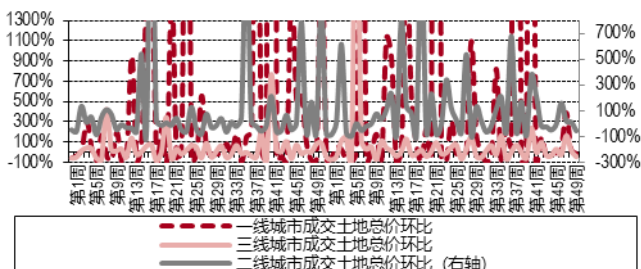 1300%
1100%
900%
700%
500%
300%
100%
-100%
700%
500%
300%
100%
-100%
-300%
第1周
第5周
第9周
第13周
第17周
第21周
第25周
第29周
第33周
第37周
第41周
第45周
第49周
第1周
第5周
第9周
第13周
第17周
第21周
第25周
第29周
第33周
第37周
第41周
第45周
第49周
一线城市成交土地总价环比
三线城市成交土地总价环比
二线城市成交土地总价环比(右轴)